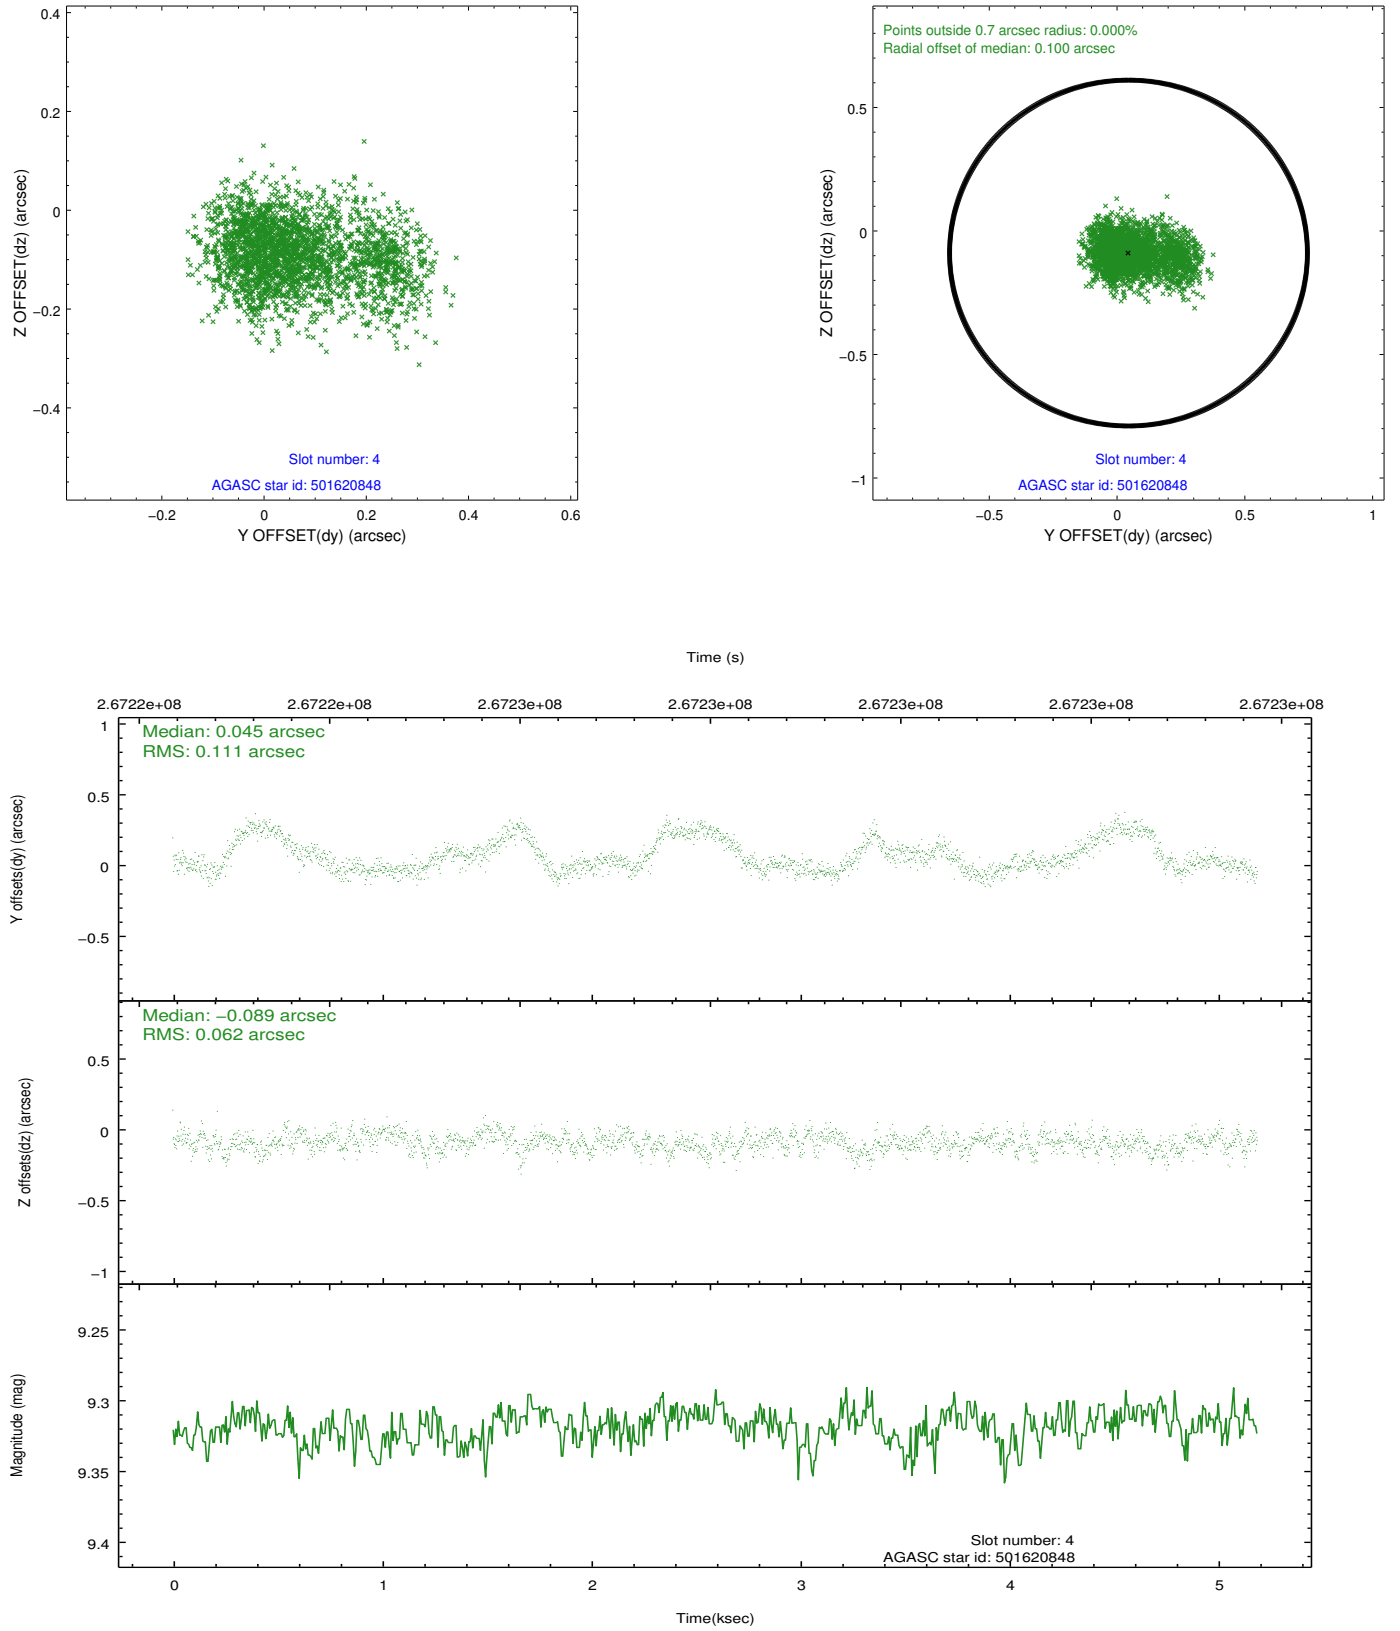 0.4
0.2
0
−0.2
−0.4
Z OFFSET(dz) (arcsec)
Slot number: 4
AGASC star id: 501620848
−0.2 0 0.2 0.4 0.6
Y OFFSET(dy) (arcsec)
Points outside 0.7 arcsec radius: 0.000%
Radial offset of median: 0.100 arcsec
0.5
0
−0.5
−1
Z OFFSET(dz) (arcsec)
Slot number: 4
AGASC star id: 501620848
−0.5 0 0.5 1
Y OFFSET(dy) (arcsec)
Time (s)
2.6722e+08 2.6722e+08 2.6723e+08 2.6723e+08 2.6723e+08 2.6723e+08 2.6723e+08
Median: 0.045 arcsec
RMS: 0.111 arcsec
1
0.5
0
−0.5
Y offsets(dy) (arcsec)
Median: −0.089 arcsec
RMS: 0.062 arcsec
0.5
0
−0.5
−1
Z offsets(dz) (arcsec)
9.25
9.3
9.35
9.4
Magnitude (mag)
Slot number: 4
AGASC star id: 501620848
0 1 2 3 4 5
Time(ksec)